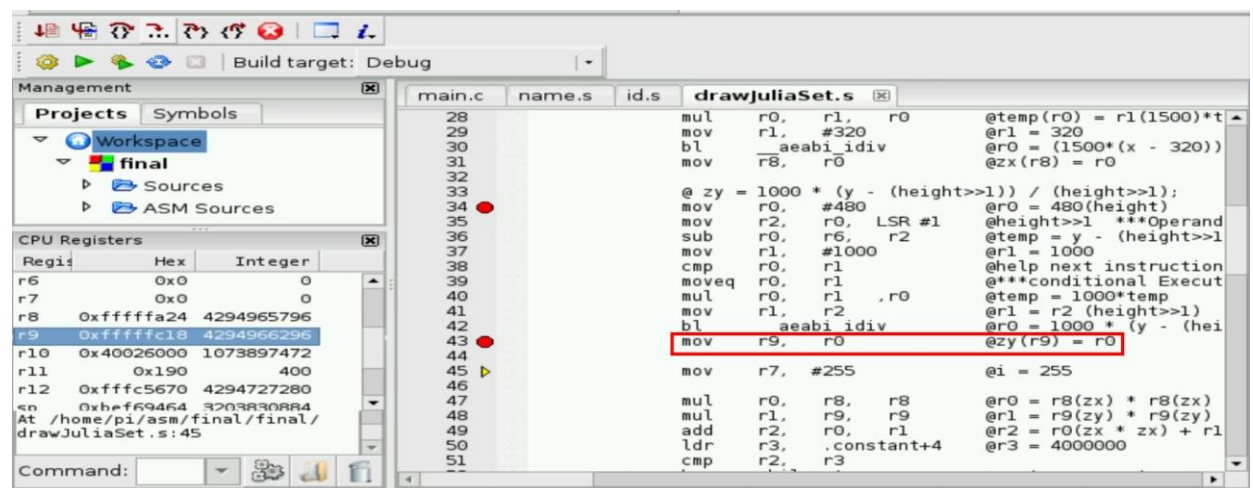 Build target: Debug
Management
Projects Symbols
Workspace
final
Sources
ASM Sources
CPU Registers
Regis Hex Integer
r6 0x0 0
r7 0x0 0
r8 0xfffffa24 4294965796
r9 0xfffffc18 4294966296
r10 0x40026000 1073897472
r11 0x190 400
r12 0xfffc5670 4294727280
sp 0xbef69464 3203830884
At /home/pi/asm/final/final/
drawJuliaSet.s:45
Command:
main.c name.s id.s drawJuliaSet.s
28 mul r0, r1, r0 @temp(r0) = r1(1500)*t
29 mov r1, #320 @r1 = 320
30 bl __aeabi_idiv @r0 = (1500*(x - 320))
31 mov r8, r0 @zx(r8) = r0
32
33 @ zy = 1000 * (y - (height>>1)) / (height>>1);
34 mov r0, #480 @r0 = 480(height)
35 mov r2, r0, LSR #1 @height>>1 ***Operand
36 sub r0, r6, r2 @temp = y - (height>>1
37 mov r1, #1000 @r1 = 1000
38 cmp r0, r1 @help next instruction
39 moveq r0, r1 @***conditional Execut
40 mul r0, r1 ,r0 @temp = 1000*temp
41 mov r1, r2 @r1 = r2 (height>>1)
42 bl __aeabi_idiv @r0 = 1000 * (y - (hei
43 mov r9, r0 @zy(r9) = r0
44
45 mov r7, #255 @i = 255
46
47 mul r0, r8, r8 @r0 = r8(zx) * r8(zx)
48 mul r1, r9, r9 @r1 = r9(zy) * r9(zy)
49 add r2, r0, r1 @r2 = r0(zx * zx) + r1
50 ldr r3, .constant+4 @r3 = 4000000
51 cmp r2, r3